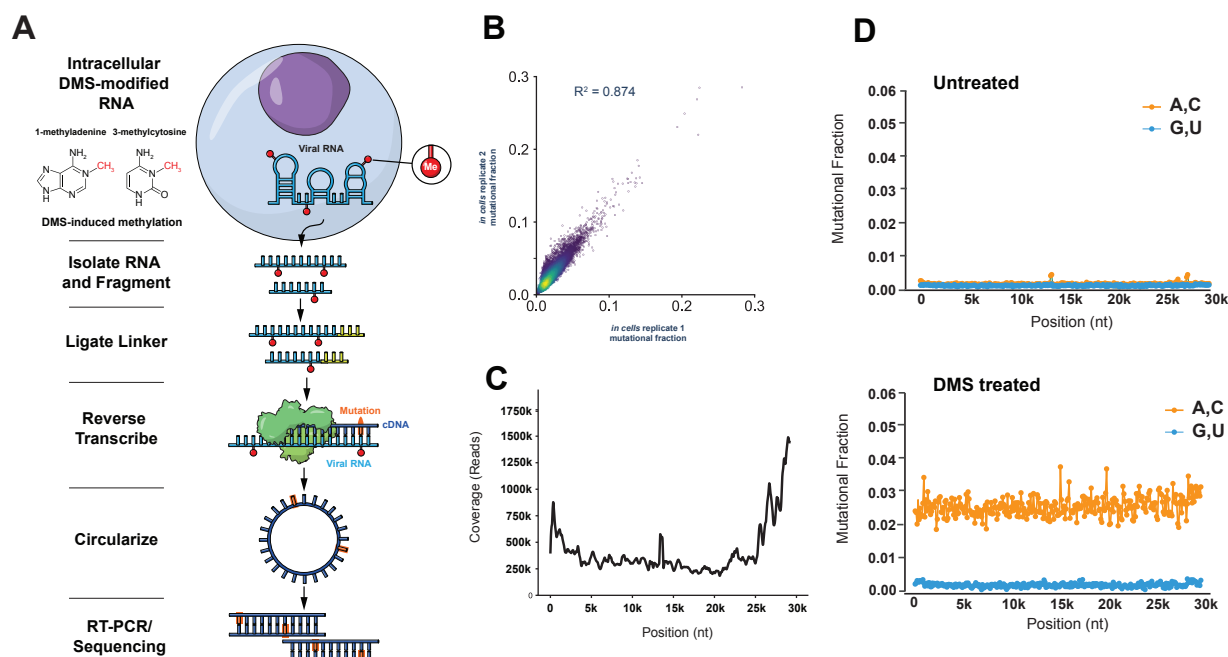 A
Intracellular
DMS-modified
RNA
1-methyladenine 3-methylcytosine
NH2
CH3
N
N
N
N
H
NH2
CH3
N
N
H
O
DMS-induced methylation
Viral RNA
Me
Isolate RNA
and Fragment
Ligate Linker
Reverse
Transcribe
Mutation
cDNA
Viral RNA
Circularize
RT-PCR/
Sequencing
B
R2 = 0.874
0.3
0.2
0.1
0.0
0.0 0.1 0.2 0.3
in cells replicate 2
mutational fraction
in cells replicate 1
mutational fraction
C
Coverage (Reads)
1750k
1500k
1250k
1000k
750k
500k
250k
0
0 5k 10k 15k 20k 25k 30k
Position (nt)
D
Untreated
A,C
G,U
Mutational Fraction
0.06
0.05
0.04
0.03
0.02
0.01
0.00
0 5k 10k 15k 20k 25k 30k
Position (nt)
DMS treated
A,C
G,U
Mutational Fraction
0.06
0.05
0.04
0.03
0.02
0.01
0.00
0 5k 10k 15k 20k 25k 30k
Position (nt)